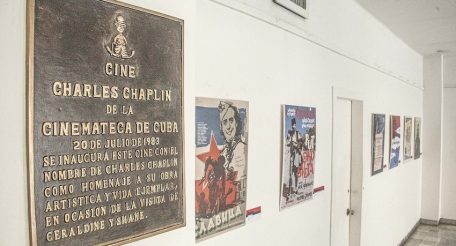 CINE
CHARLES CHAPLIN
DE LA
CINEMATECA DE CUBA
20 DE JULIO DE 1983
SE INAUGURA ESTE CINE CON EL
NOMBRE DE CHARLES CHAPLIN
COMO HOMENAJE A SU OBRA
ARTISTICA Y VIDA EJEMPLAR,
EN OCASION DE LA VISITA DE
GERALDINE Y SHANE.